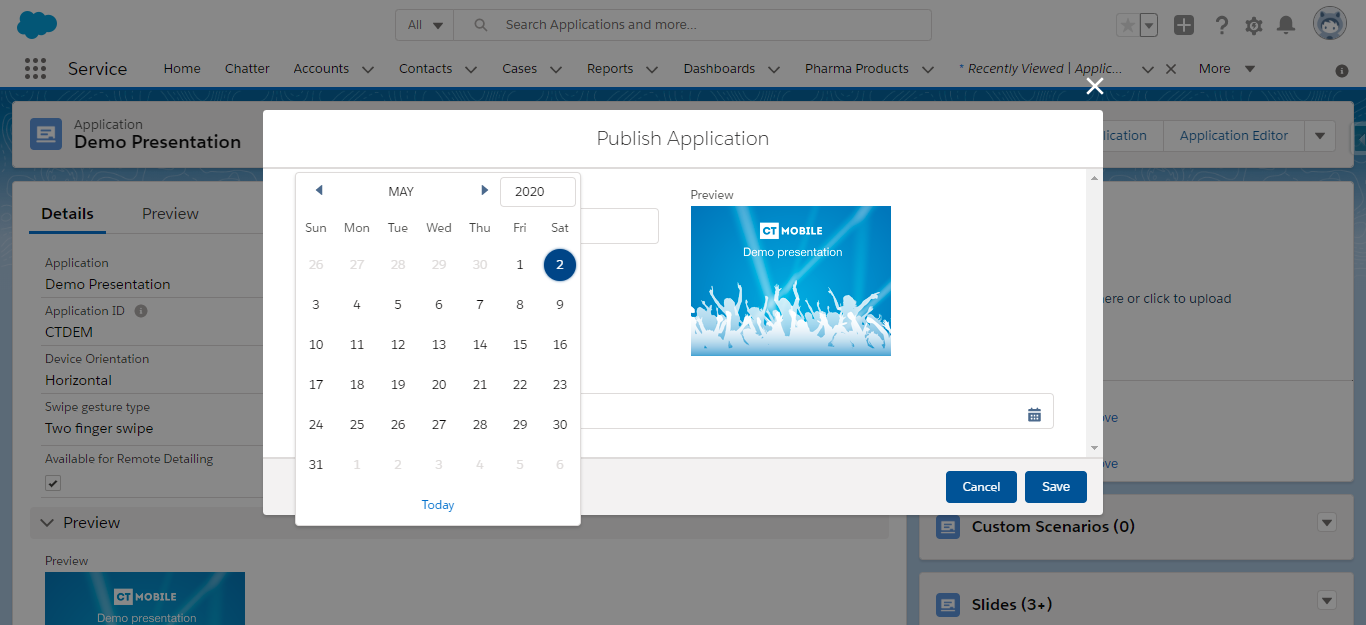 All
Search Applications and more...
Service
Home
Chatter
Accounts
Contacts
Cases
Reports
Dashboards
Pharma Products
* Recently Viewed | Applic...
More
Application
Demo Presentation
Application Editor
Publish Application
Details
Preview
Application
Demo Presentation
Application ID
CTDEM
Device Orientation
Horizontal
Swipe gesture type
Two finger swipe
Available for Remote Detailing
Preview
Preview
CT MOBILE
Demo presentation
MAY
2020
Sun Mon Tue Wed Thu Fri Sat
26 27 28 29 30 1 2
3 4 5 6 7 8 9
10 11 12 13 14 15 16
17 18 19 20 21 22 23
24 25 26 27 28 29 30
31 1 2 3 4 5 6
Today
Preview
CT MOBILE
Demo presentation
Cancel
Save
or click to upload
Custom Scenarios (0)
Slides (3+)